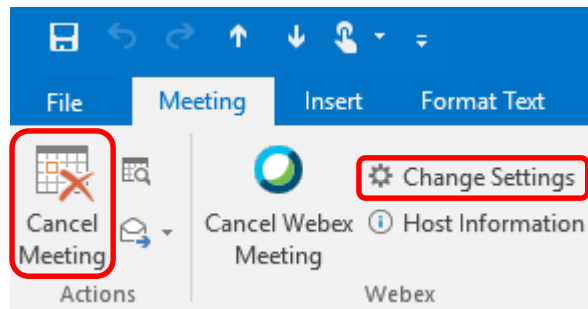 File Meeting Insert Format Text
Cancel
Meeting
Cancel Webex
Meeting
Change Settings
Host Information
Actions Webex